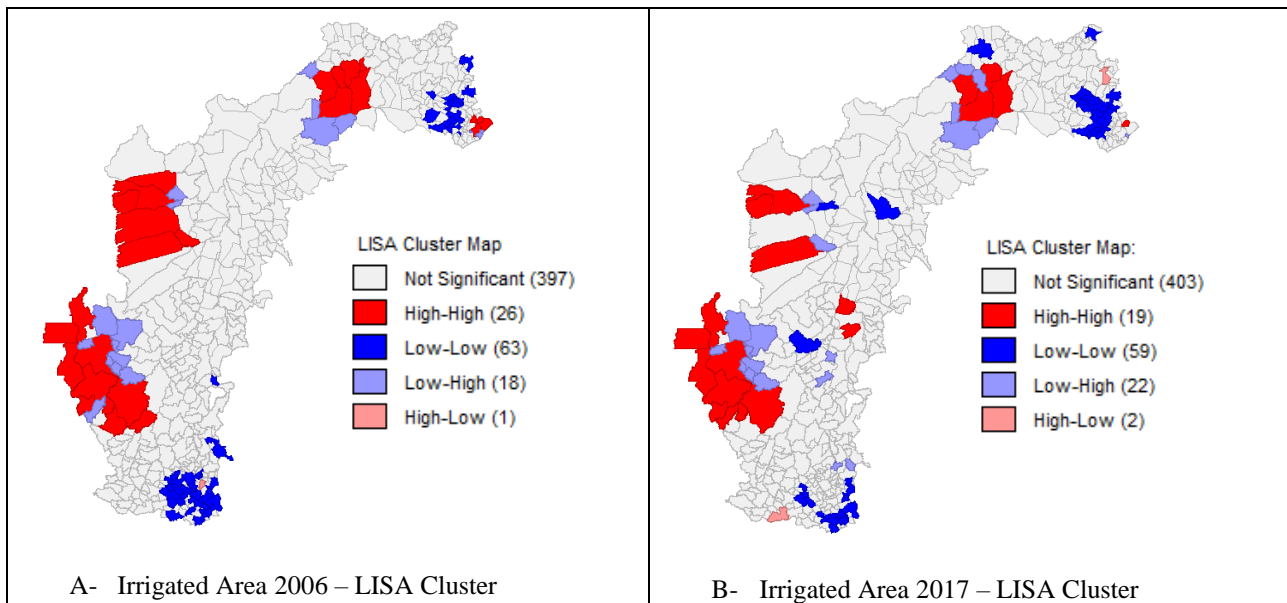 LISA Cluster Map
Not Significant (397)
High-High (26)
Low-Low (63)
Low-High (18)
High-Low (1)
A- Irrigated Area 2006 – LISA Cluster
LISA Cluster Map:
Not Significant (403)
High-High (19)
Low-Low (59)
Low-High (22)
High-Low (2)
B- Irrigated Area 2017 – LISA Cluster